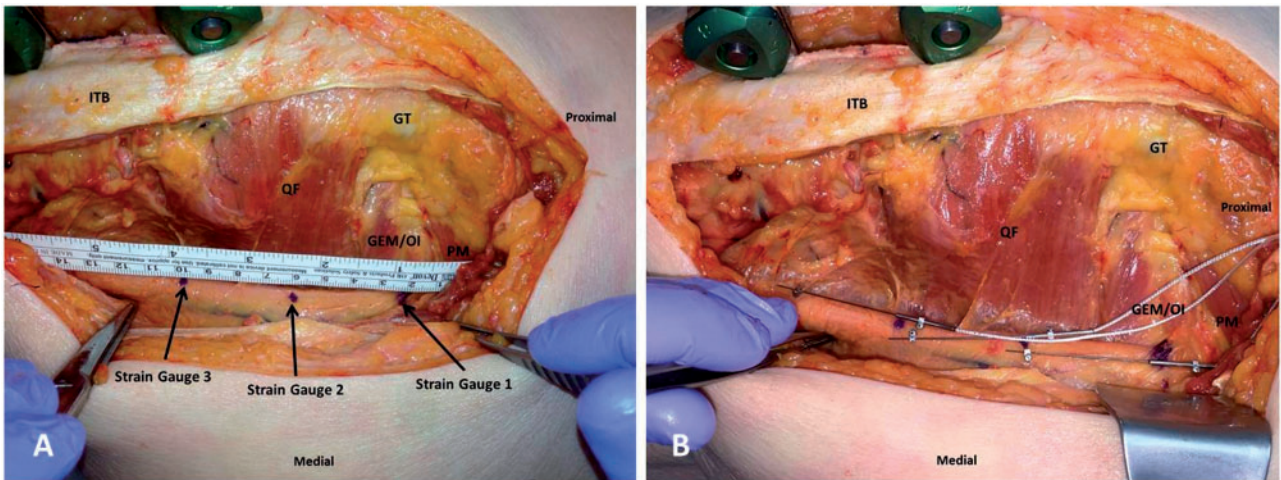 ITB
GT
Proximal
QF
GEM/OI
PM
Strain Gauge 3
Strain Gauge 2
Strain Gauge 1
A
Medial
ITB
GT
Proximal
QF
GEM/OI
PM
B
Medial